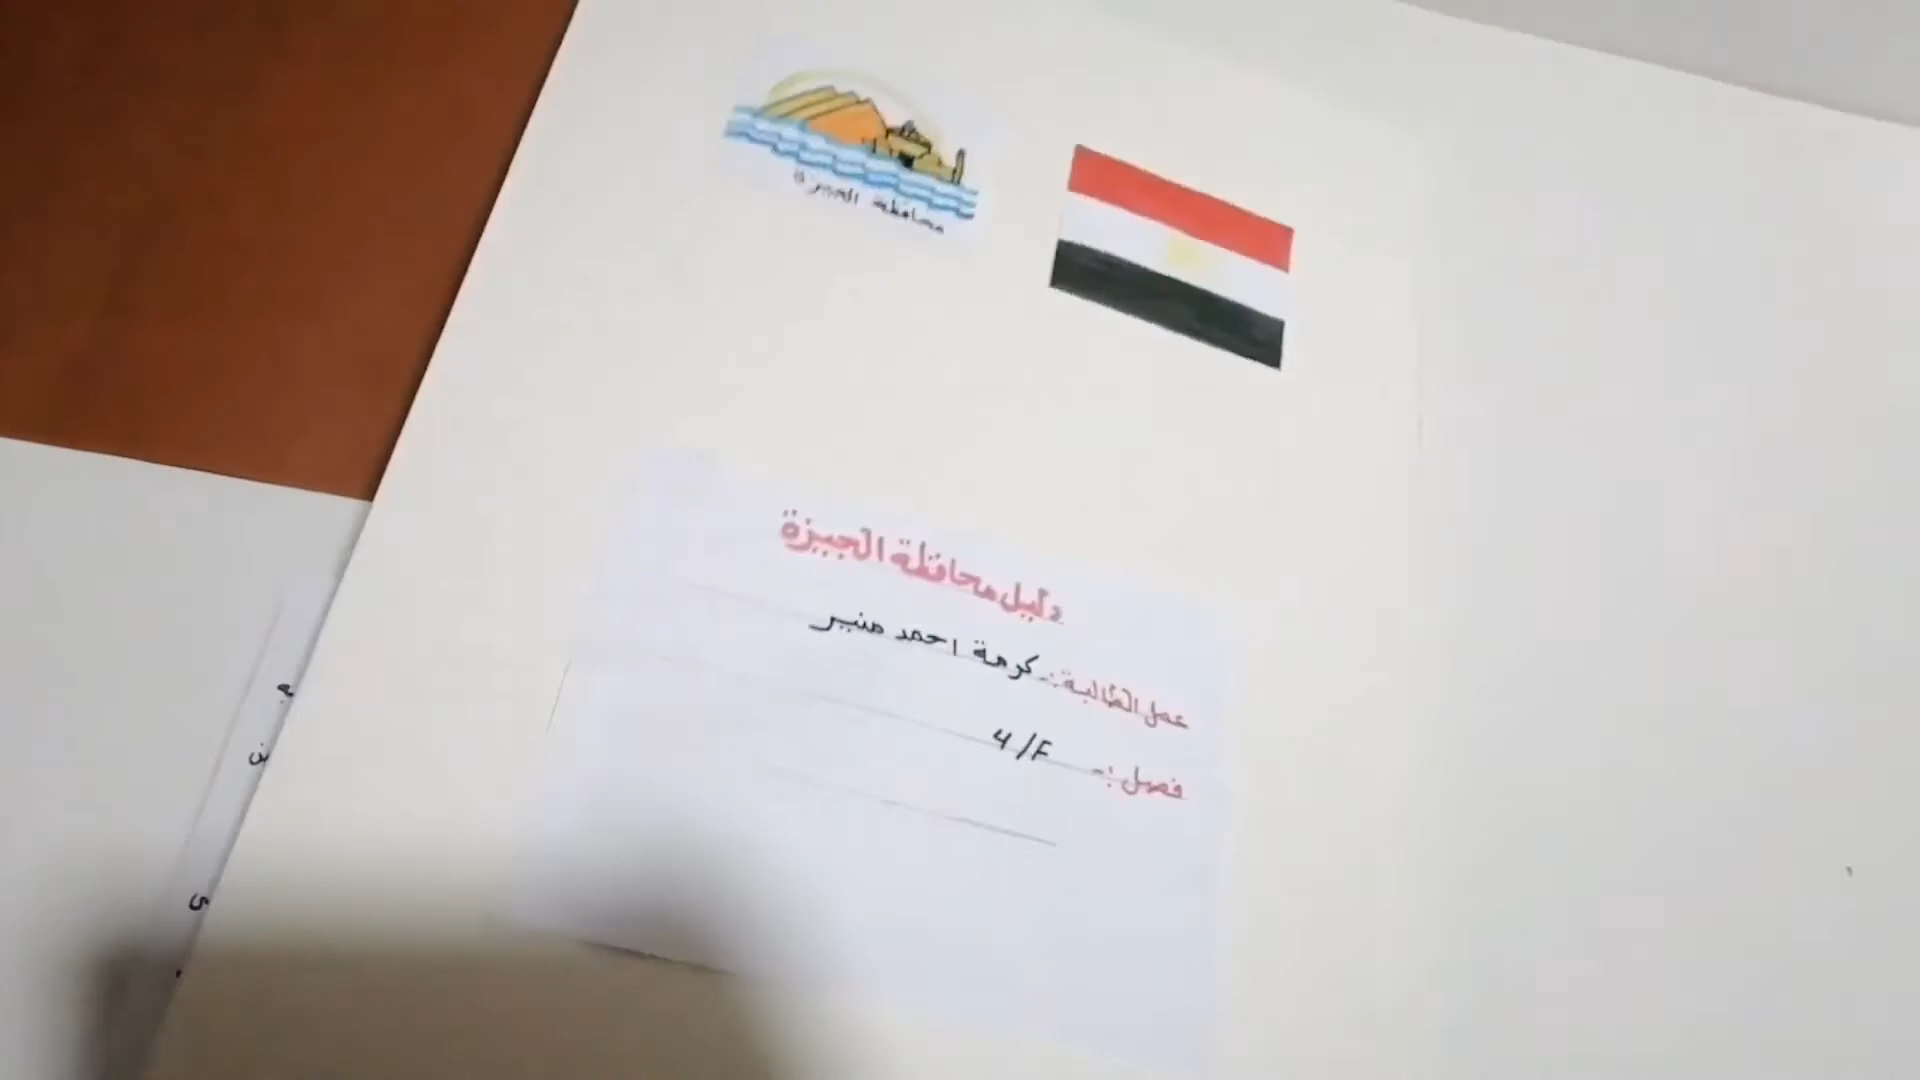 محافظة الجيزة
دليل محافظة الجيزة
عمل الطالبة :- كرمة احمد منير
فصل :- 4/F